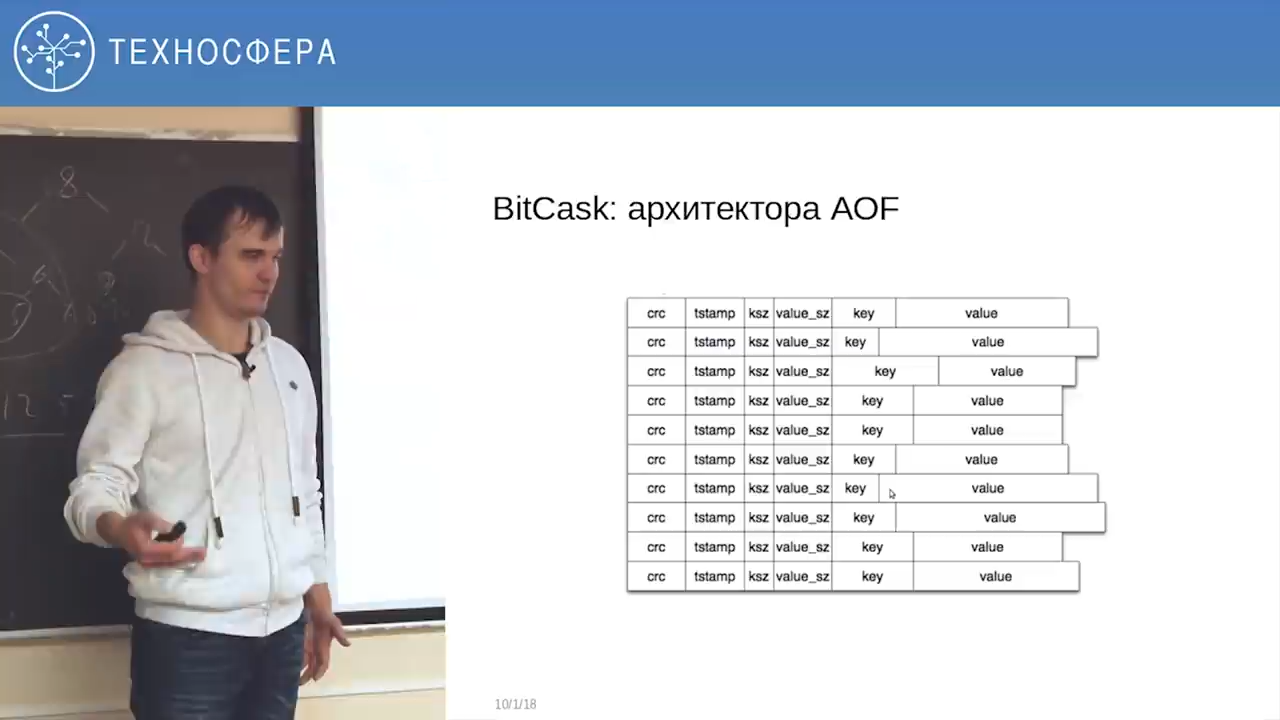 ТЕХНОСФЕРА
8
6
12
BitCask: архитектора AOF
crc tstamp ksz value_sz key value
crc tstamp ksz value_sz key value
crc tstamp ksz value_sz key value
crc tstamp ksz value_sz key value
crc tstamp ksz value_sz key value
crc tstamp ksz value_sz key value
crc tstamp ksz value_sz key value
crc tstamp ksz value_sz key value
crc tstamp ksz value_sz key value
crc tstamp ksz value_sz key value
10/1/18